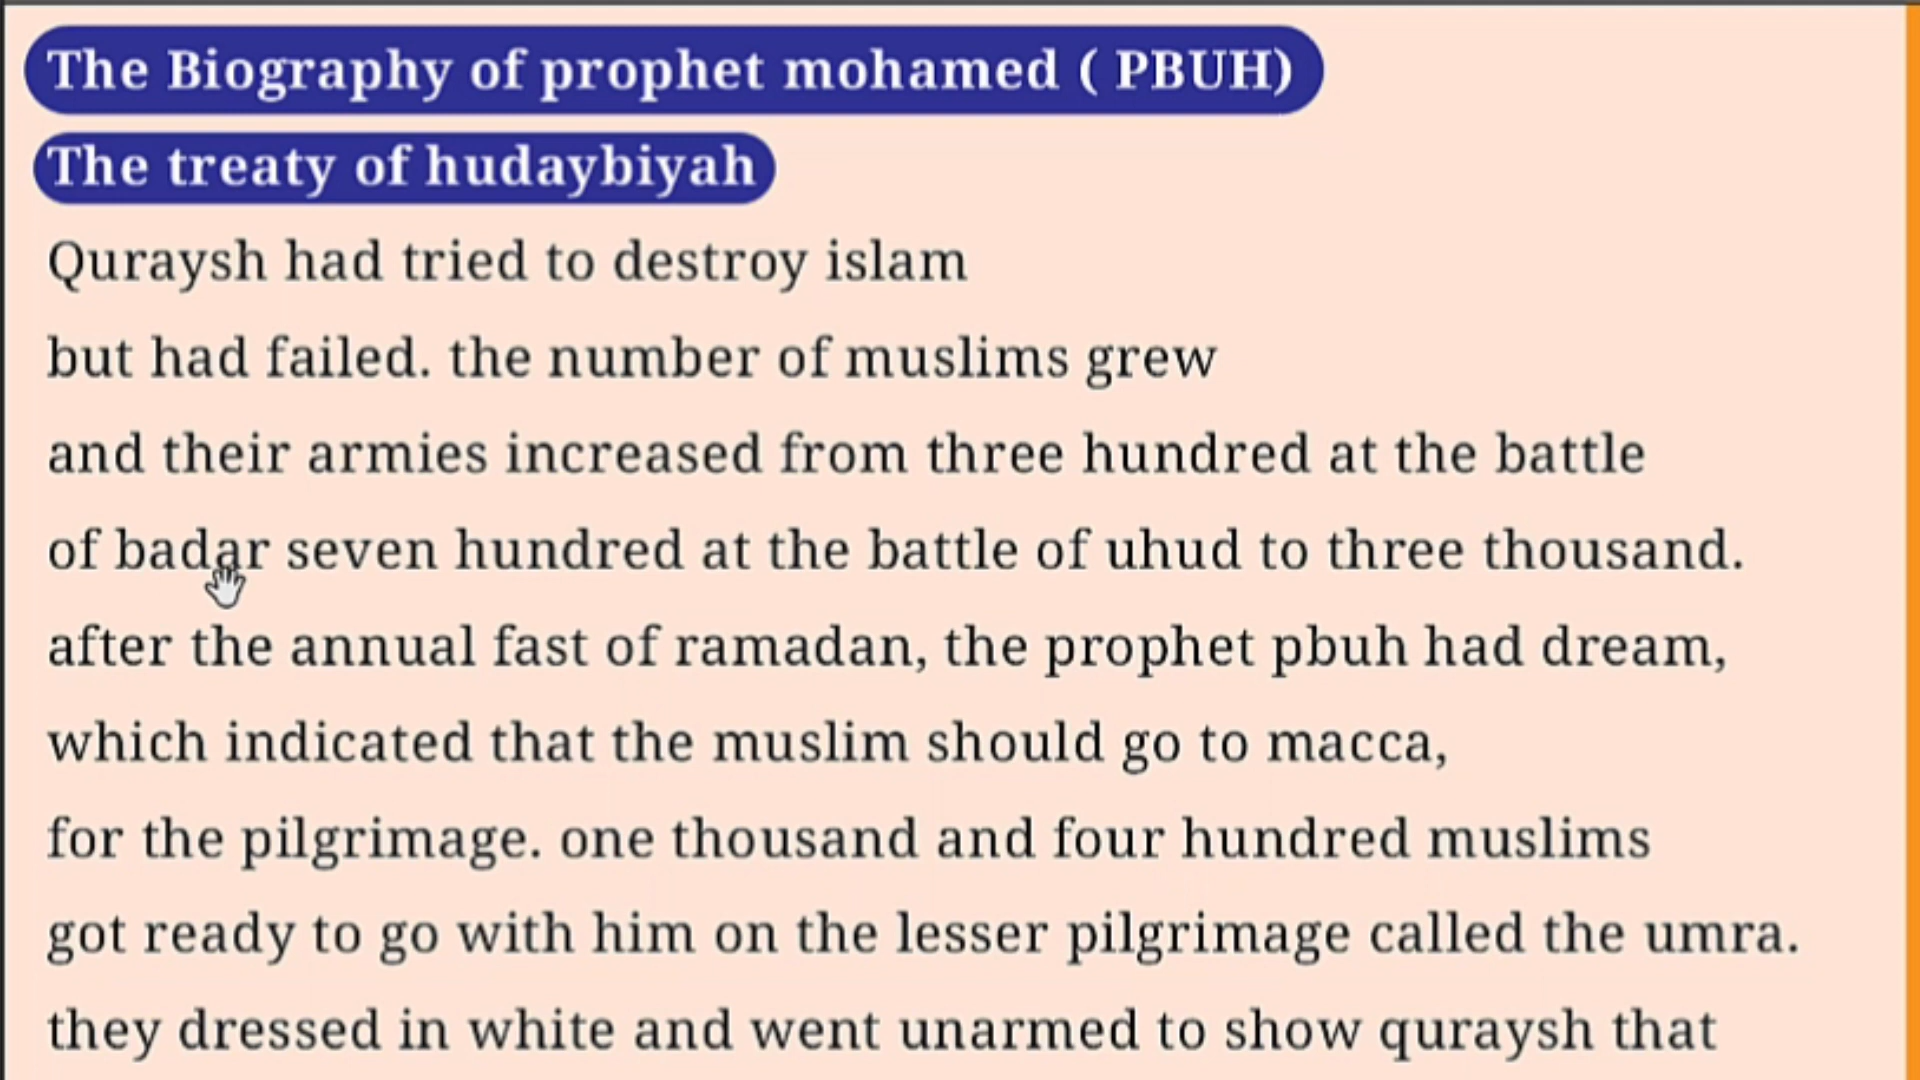 The Biography of prophet mohamed ( PBUH)
The treaty of hudaybiyah
Quraysh had tried to destroy islam
but had failed. the number of muslims grew
and their armies increased from three hundred at the battle
of badar seven hundred at the battle of uhud to three thousand.
after the annual fast of ramadan, the prophet pbuh had dream,
which indicated that the muslim should go to macca,
for the pilgrimage. one thousand and four hundred muslims
got ready to go with him on the lesser pilgrimage called the umra.
they dressed in white and went unarmed to show quraysh that